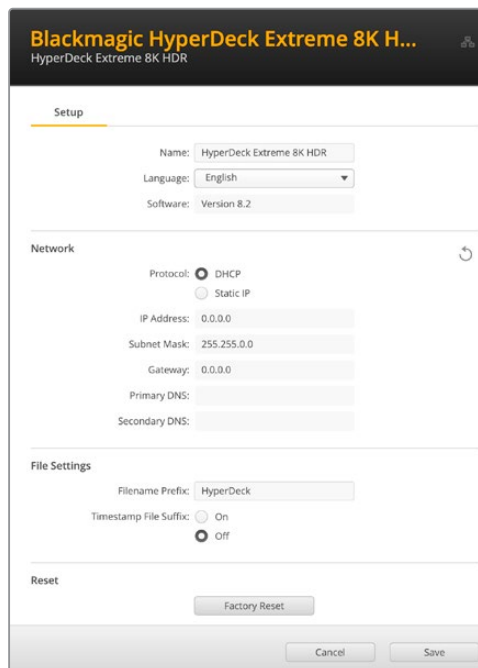 Blackmagic HyperDeck Extreme 8K H...
HyperDeck Extreme 8K HDR
Setup
Name: HyperDeck Extreme 8K HDR
Language: English
Software: Version 8.2
Network
Protocol: DHCP
Static IP
IP Address: 0.0.0.0
Subnet Mask: 255.255.0.0
Gateway: 0.0.0.0
Primary DNS:
Secondary DNS:
File Settings
Filename Prefix: HyperDeck
Timestamp File Suffix: On
Off
Reset
Factory Reset
Cancel Save